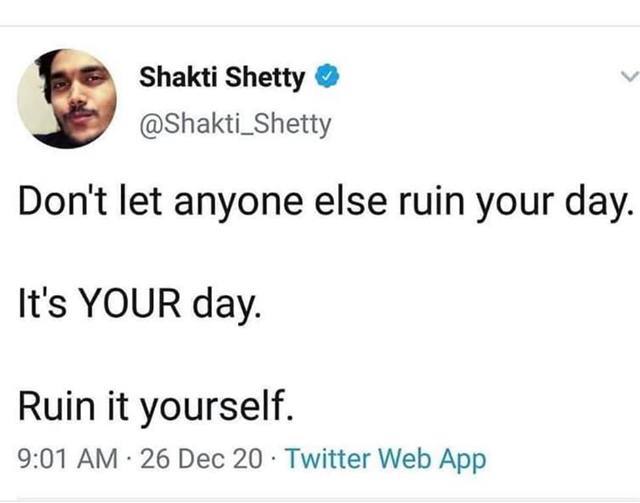 Shakti Shetty
@Shakti_Shetty
Don't let anyone else ruin your day.
It's YOUR day.
Ruin it yourself.
9:01 AM · 26 Dec 20 · Twitter Web App